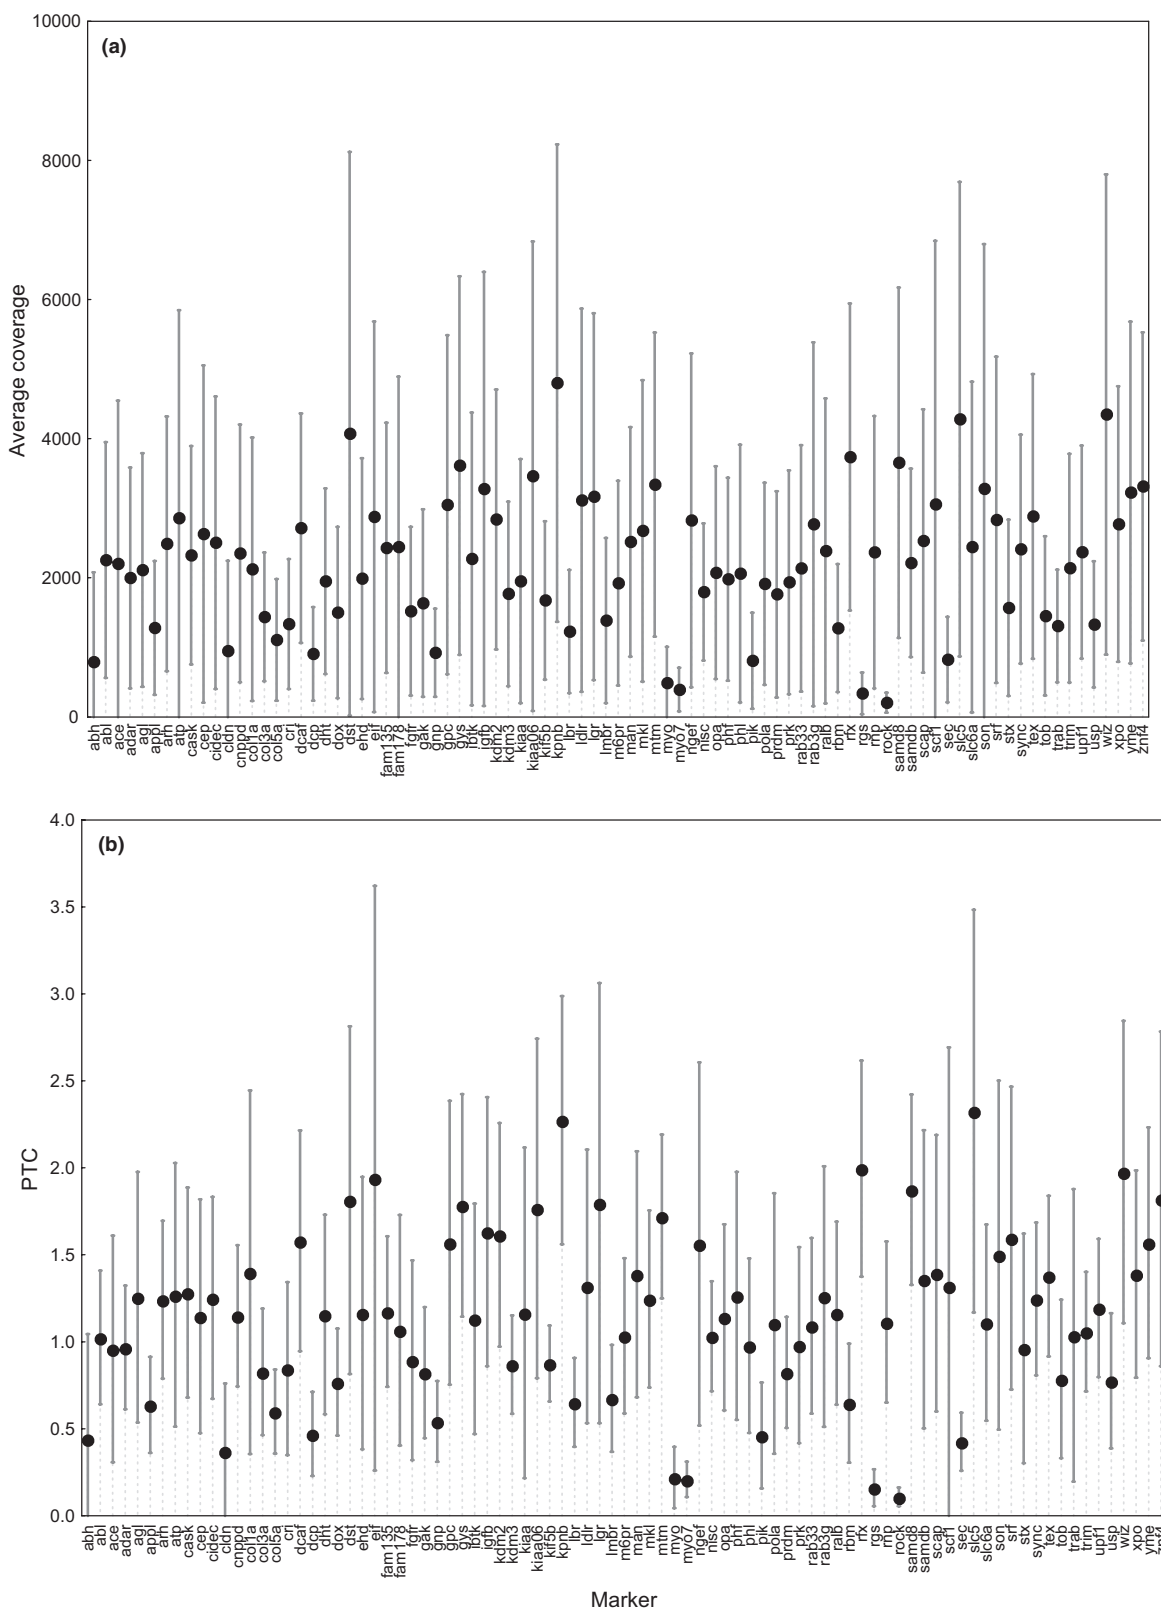 10000
(a)
8000
6000
4000
2000
0
Average coverage
abh abl ace adar agl appl arh atp cask cep cidec cldn cnppd col1a col3a col5a crl dcaf dcp dht dox dst ehd eif fam135 fam178 fgfr gak gnp gpc gys ibtk igfb kdm2 kdm3 kiaa kiaa06 kif5b kpnb lbr ldlr lgr lmbr m6pr man mkl mtm myo myo7 ngef nisc opa phf phl pik pola prdm prk rab33 rab3g ralb rbm rfx rgs rnp rock samd8 samdb scap scf1 sec slc5 slc6a son srf stx sync tex tob trab trim upf1 usp wiz xpo yme znf4
4.0
(b)
3.5
3.0
2.5
2.0
1.5
1.0
0.5
0.0
PTC
abh abl ace adar agl appl arh atp cask cep cidec cldn cnppd col1a col3a col5a crl dcaf dcp dht dox dst ehd eif fam135 fam178 fgfr gak gnp gpc gys ibtk igfb kdm2 kdm3 kiaa kiaa06 kif5b kpnb lbr ldlr lgr lmbr m6pr man mkl mtm myo myo7 ngef nisc opa phf phl pik pola prdm prk rab33 rab3g ralb rbm rfx rgs rnp rock samd8 samdb scap scf1 sec slc5 slc6a son srf stx sync tex tob trab trim upf1 usp wiz xpo yme znf4
Marker